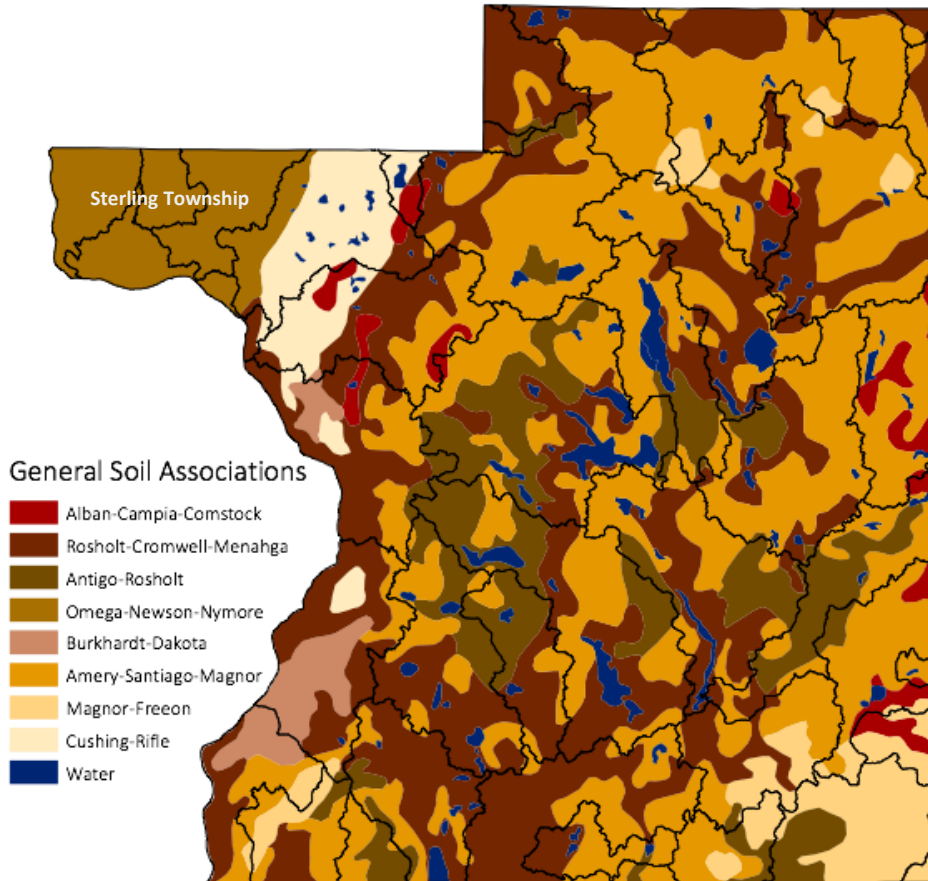 Sterling Township
General Soil Associations
Alban-Campia-Comstock
Rosholt-Cromwell-Menahga
Antigo-Rosholt
Omega-Newson-Nymore
Burkhardt-Dakota
Amery-Santiago-Magnor
Magnor-Freeon
Cushing-Rifle
Water